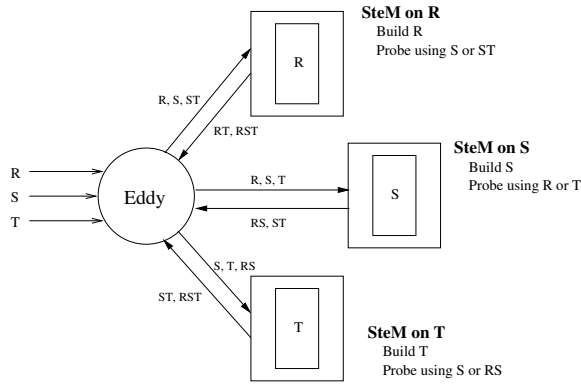 SteM on R
Build R
Probe using S or ST
R
R, S, ST
RT, RST
R
S
T
Eddy
R, S, T
RS, ST
S
SteM on S
Build S
Probe using R or T
S, T, RS
ST, RST
T
SteM on T
Build T
Probe using S or RS